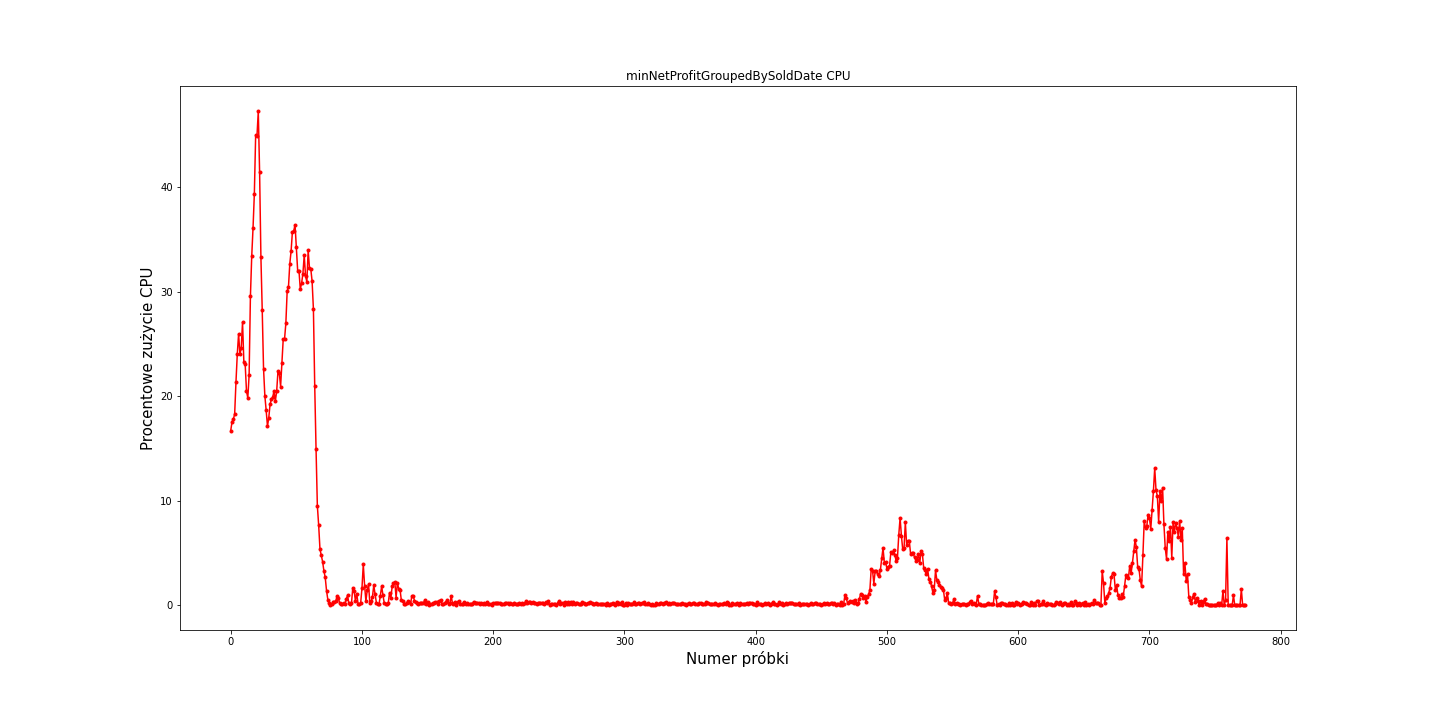 minNetProfitGroupedBySoldDate CPU
Procentowe zużycie CPU
40
30
20
10
0
0 100 200 300 400 500 600 700 800
Numer próbki